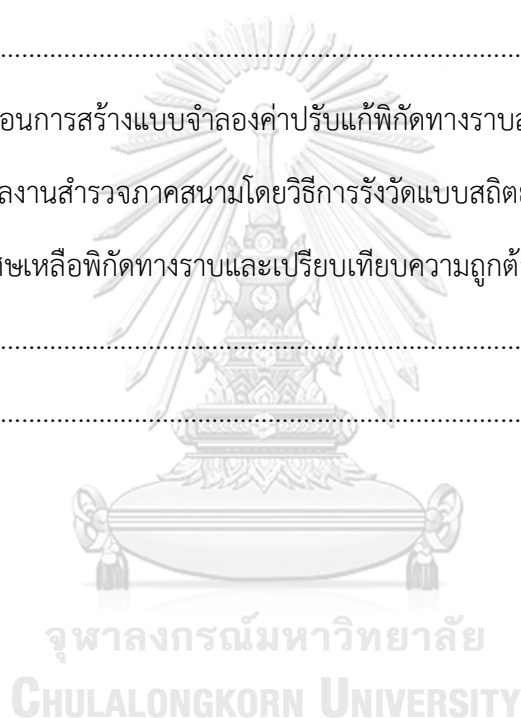 ................................................................
อนการสร้างแบบจำลองค่าปรับแก้พิกัดทางราบส
ลงานสำรวจภาคสนามโดยวิธีการรังวัดแบบสถิต
ศษเหลือพิกัดทางราบและเปรียบเทียบความถูกต้
................................................................
................................................................
จุฬาลงกรณ์มหาวิทยาลัย
CHULALONGKORN UNIVERSITY